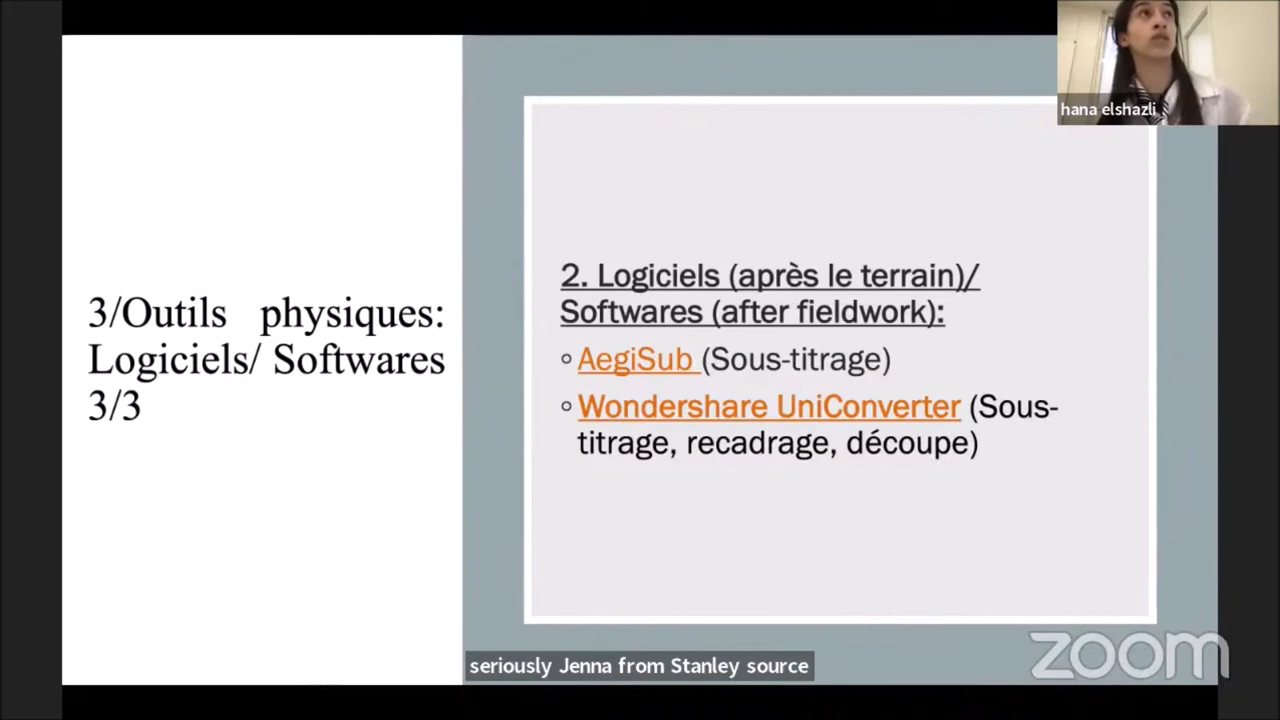 hana elshazli
3/Outils physiques:
Logiciels/ Softwares
3/3
2. Logiciels (après le terrain)/
Softwares (after fieldwork):
◦ AegiSub (Sous-titrage)
◦ Wondershare UniConverter (Sous-
titrage, recadrage, découpe)
seriously Jenna from Stanley source
zoom